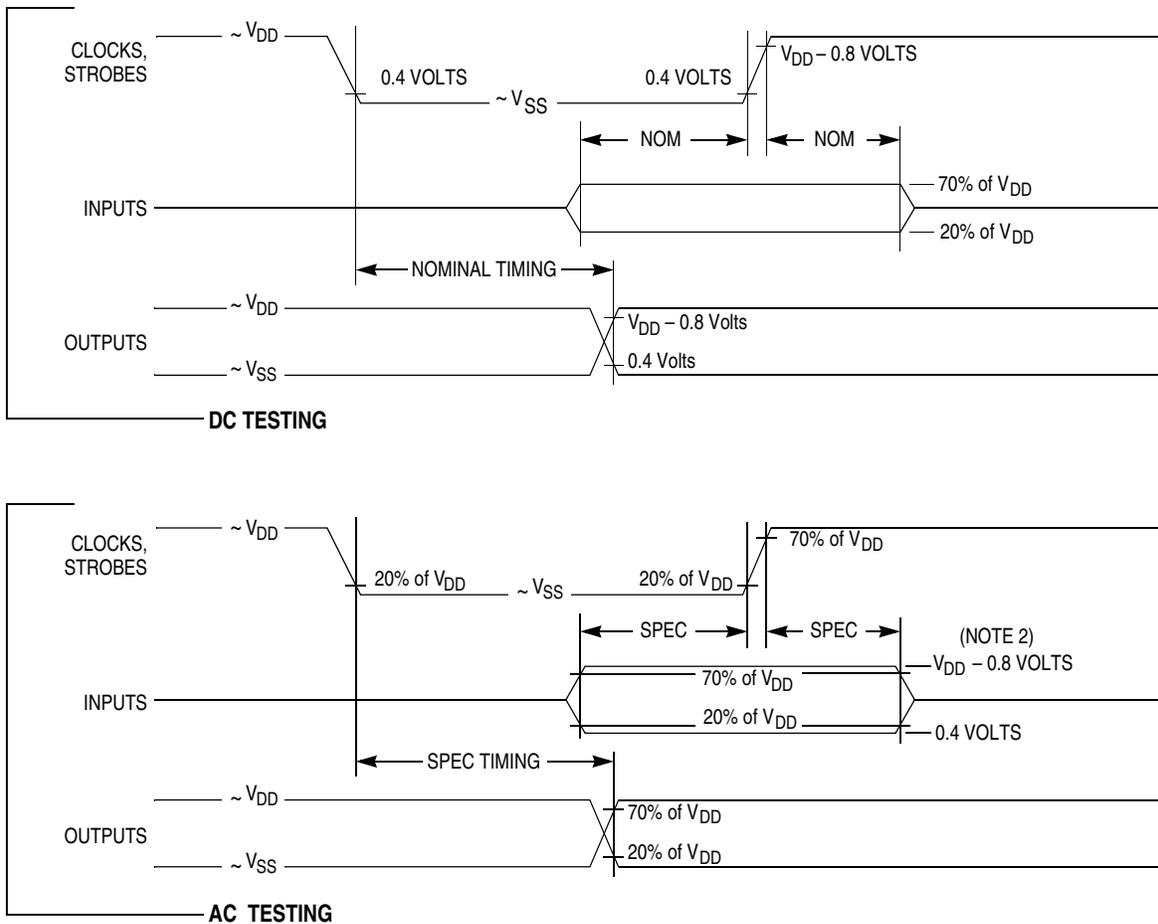 CLOCKS,
STROBES
~ VDD
0.4 VOLTS
~ VSS
0.4 VOLTS
VDD – 0.8 VOLTS
NOM
NOM
INPUTS
70% of VDD
20% of VDD
NOMINAL TIMING
OUTPUTS
~ VDD
~ VSS
VDD – 0.8 Volts
0.4 Volts
DC TESTING
CLOCKS,
STROBES
~ VDD
20% of VDD
~ VSS
20% of VDD
70% of VDD
SPEC
SPEC
(NOTE 2)
VDD – 0.8 VOLTS
INPUTS
70% of VDD
20% of VDD
0.4 VOLTS
SPEC TIMING
OUTPUTS
~ VDD
~ VSS
70% of VDD
20% of VDD
AC TESTING